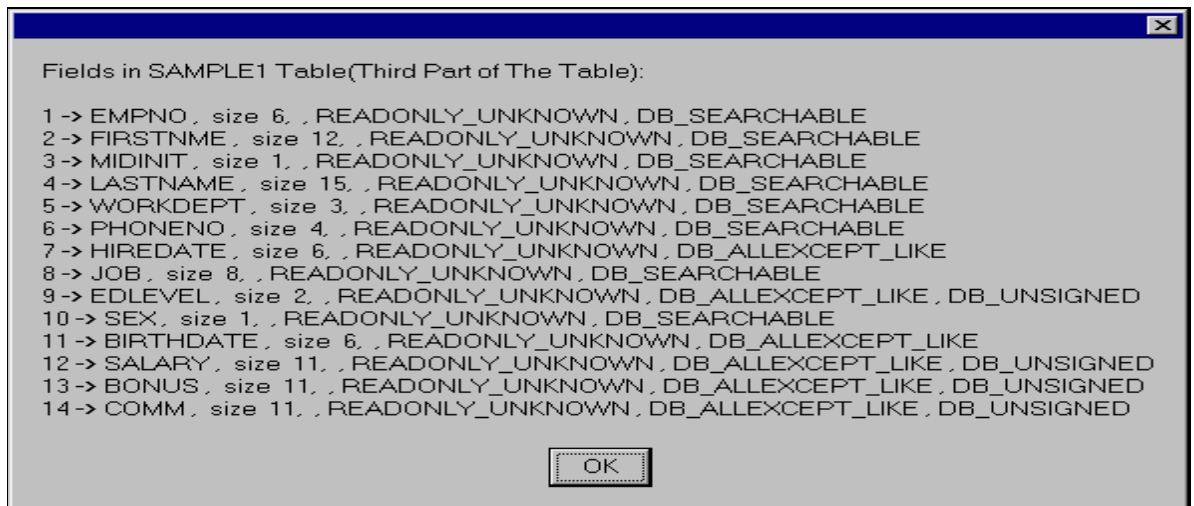 Fields in SAMPLE1 Table(Third Part of The Table):
1 -> EMPNO , size 6, , READONLY_UNKNOWN , DB_SEARCHABLE
2 -> FIRSTNME , size 12, , READONLY_UNKNOWN , DB_SEARCHABLE
3 -> MIDINIT , size 1, , READONLY_UNKNOWN , DB_SEARCHABLE
4 -> LASTNAME , size 15, , READONLY_UNKNOWN , DB_SEARCHABLE
5 -> WORKDEPT , size 3, , READONLY_UNKNOWN , DB_SEARCHABLE
6 -> PHONENO , size 4, , READONLY_UNKNOWN , DB_SEARCHABLE
7 -> HIREDATE , size 6, , READONLY_UNKNOWN , DB_ALLEXCEPT_LIKE
8 -> JOB , size 8, , READONLY_UNKNOWN , DB_SEARCHABLE
9 -> EDLEVEL , size 2, , READONLY_UNKNOWN , DB_ALLEXCEPT_LIKE , DB_UNSIGNED
10 -> SEX , size 1, , READONLY_UNKNOWN , DB_SEARCHABLE
11 -> BIRTHDATE , size 6, , READONLY_UNKNOWN , DB_ALLEXCEPT_LIKE
12 -> SALARY , size 11, , READONLY_UNKNOWN , DB_ALLEXCEPT_LIKE , DB_UNSIGNED
13 -> BONUS , size 11, , READONLY_UNKNOWN , DB_ALLEXCEPT_LIKE , DB_UNSIGNED
14 -> COMM , size 11, , READONLY_UNKNOWN , DB_ALLEXCEPT_LIKE , DB_UNSIGNED
OK